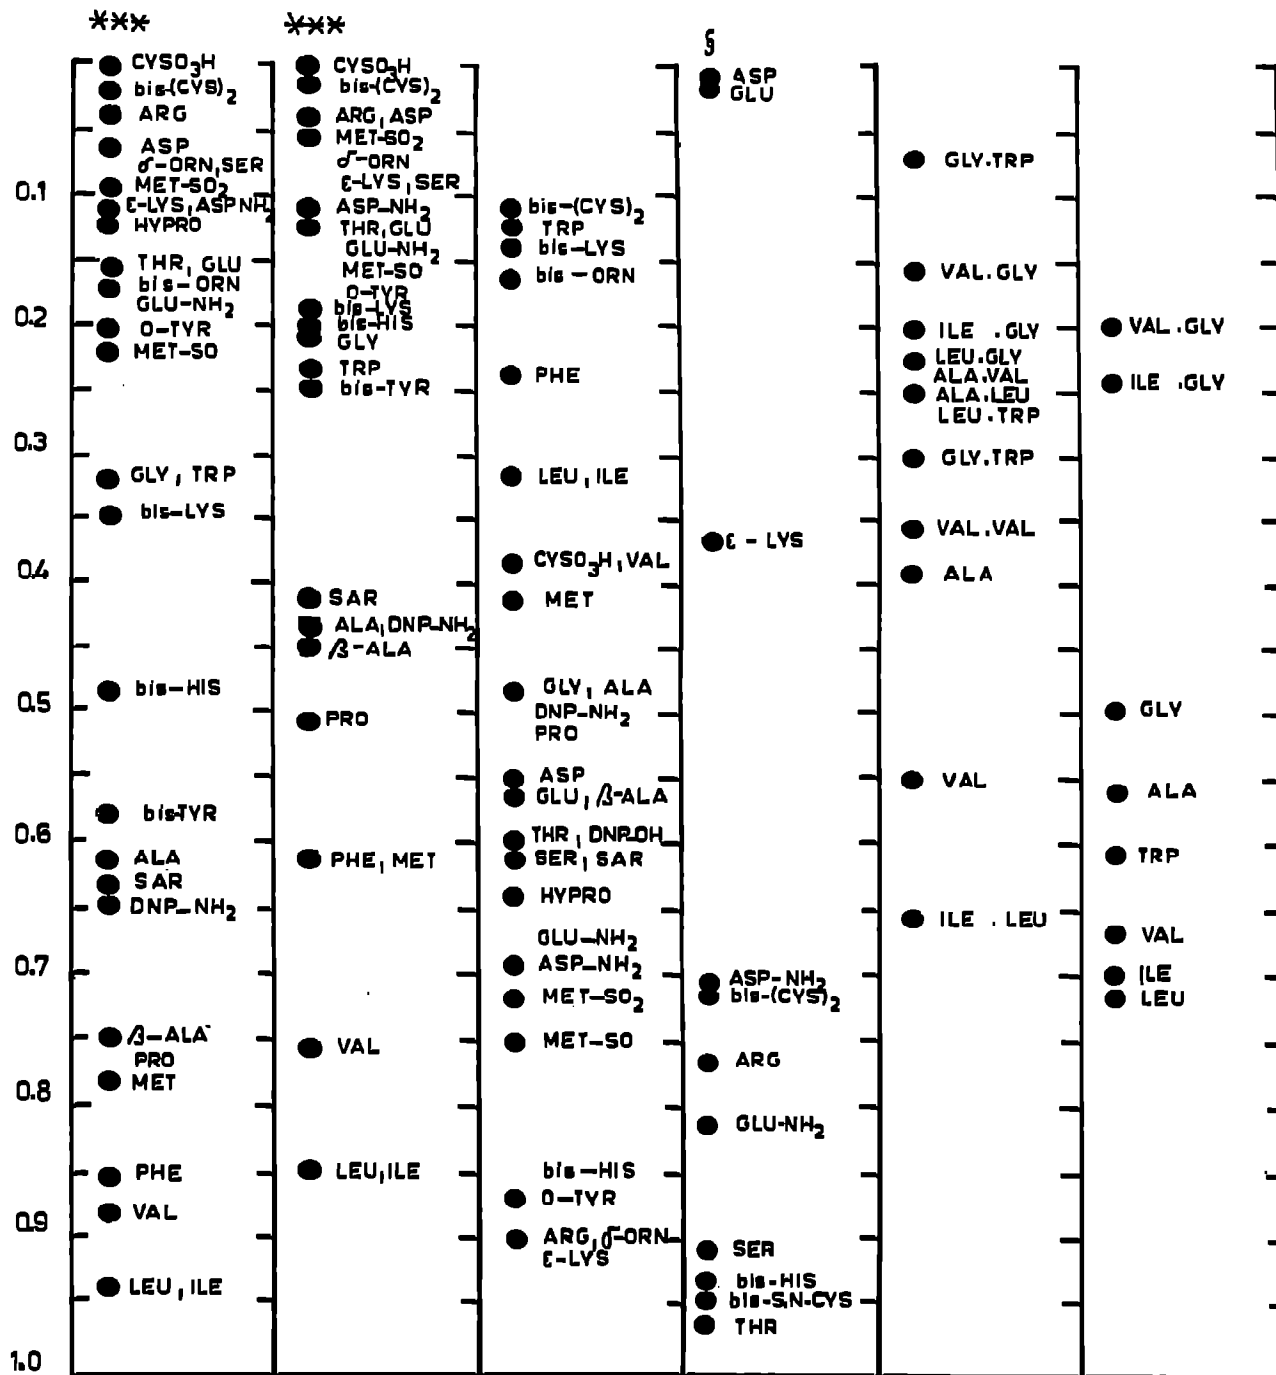 ***
CYSO3H
bis-(CYS)2
ARG
ASP
σ-ORN, SER
MET-SO2
ε-LYS, ASPNH2
HYPRO
THR, GLU
bis-ORN
GLU-NH2
O-TYR
MET-SO
GLY, TRP
bis-LYS
bis-HIS
bis-TYR
ALA
SAR
DNP-NH2
β-ALA
PRO
MET
PHE
VAL
LEU, ILE
0.1
0.2
0.3
0.4
0.5
0.6
0.7
0.8
0.9
1.0
***
CYSO3H
bis-(CYS)2
ARG, ASP
MET-SO2
σ-ORN
ε-LYS, SER
ASP-NH2
THR, GLU
GLU-NH2
MET-SO
O-TYR
bis-LYS
bis-HIS
GLY
TRP
bis-TYR
SAR
ALA, DNP-NH2
β-ALA
PRO
PHE, MET
VAL
LEU, ILE
bis-(CYS)2
TRP
bis-LYS
bis-ORN
PHE
LEU, ILE
CYSO3H, VAL
MET
GLY, ALA
DNP-NH2
PRO
ASP
GLU, β-ALA
THR, DNP-OH
SER, SAR
HYPRO
GLU-NH2
ASP-NH2
MET-SO2
MET-SO
bis-HIS
O-TYR
ARG, σ-ORN
ε-LYS
§
ASP
GLU
ε-LYS
ASP-NH2
bis-(CYS)2
ARG
GLU-NH2
SER
bis-HIS
bis-S,N-CYS
THR
GLY.TRP
VAL.GLY
ILE .GLY
LEU.GLY
ALA.VAL
ALA.LEU
LEU.TRP
GLY.TRP
VAL.VAL
ALA
VAL
ILE .LEU
VAL.GLY
ILE .GLY
GLY
ALA
TRP
VAL
ILE
LEU